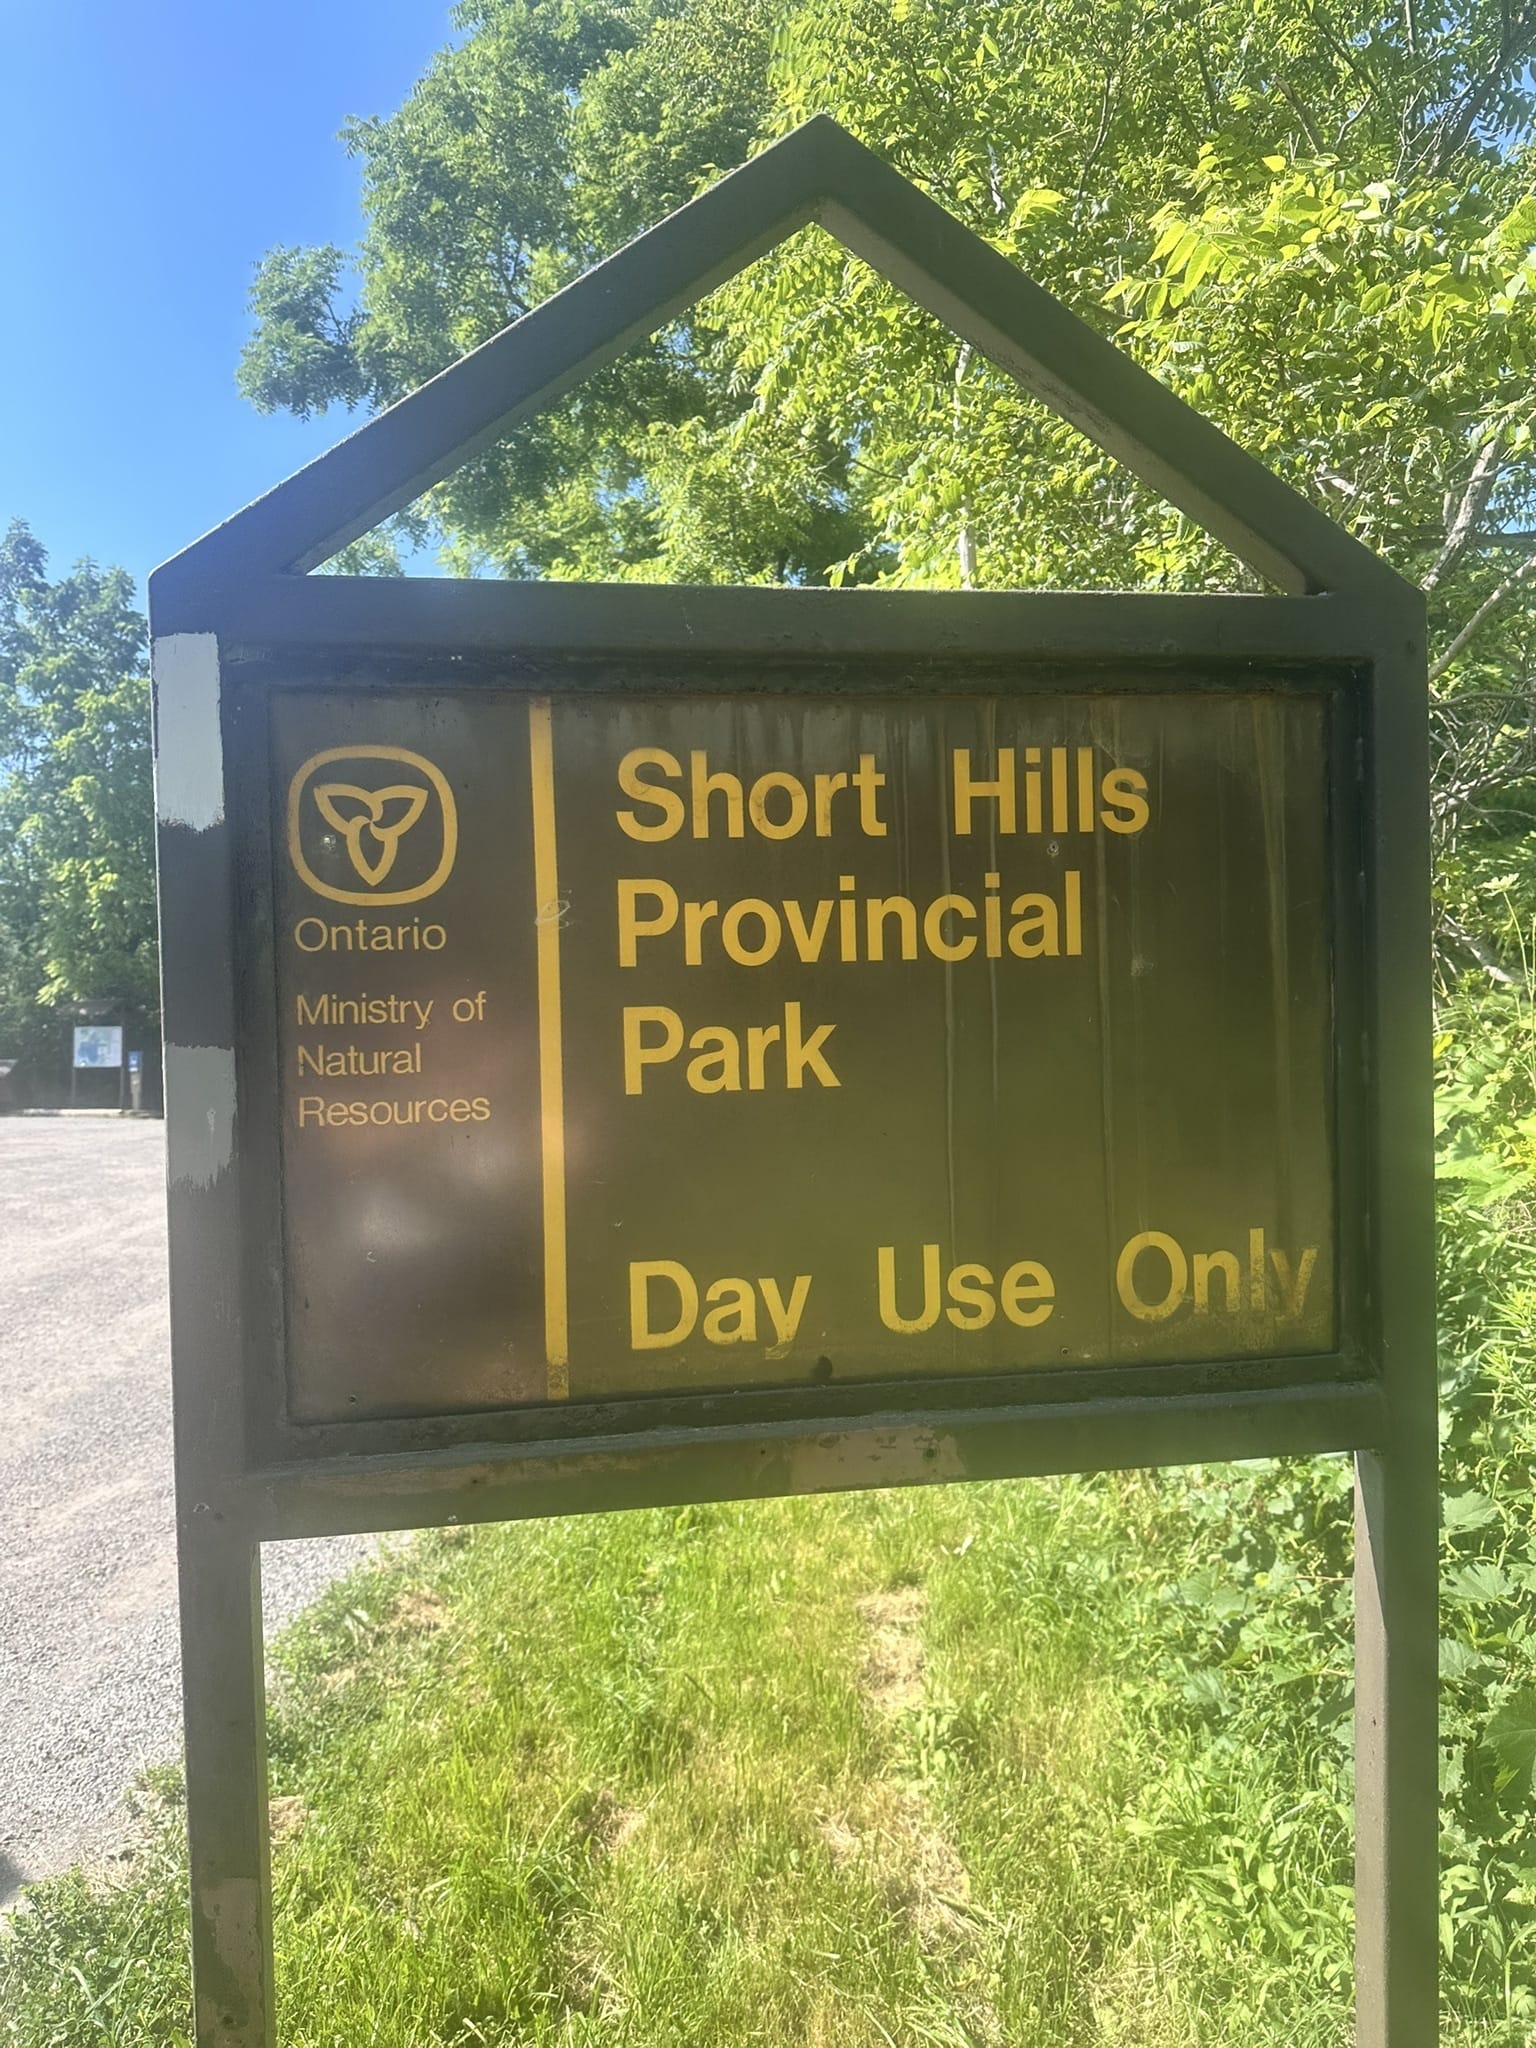 Ontario
Ministry of
Natural
Resources
Short Hills
Provincial
Park
Day Use Only